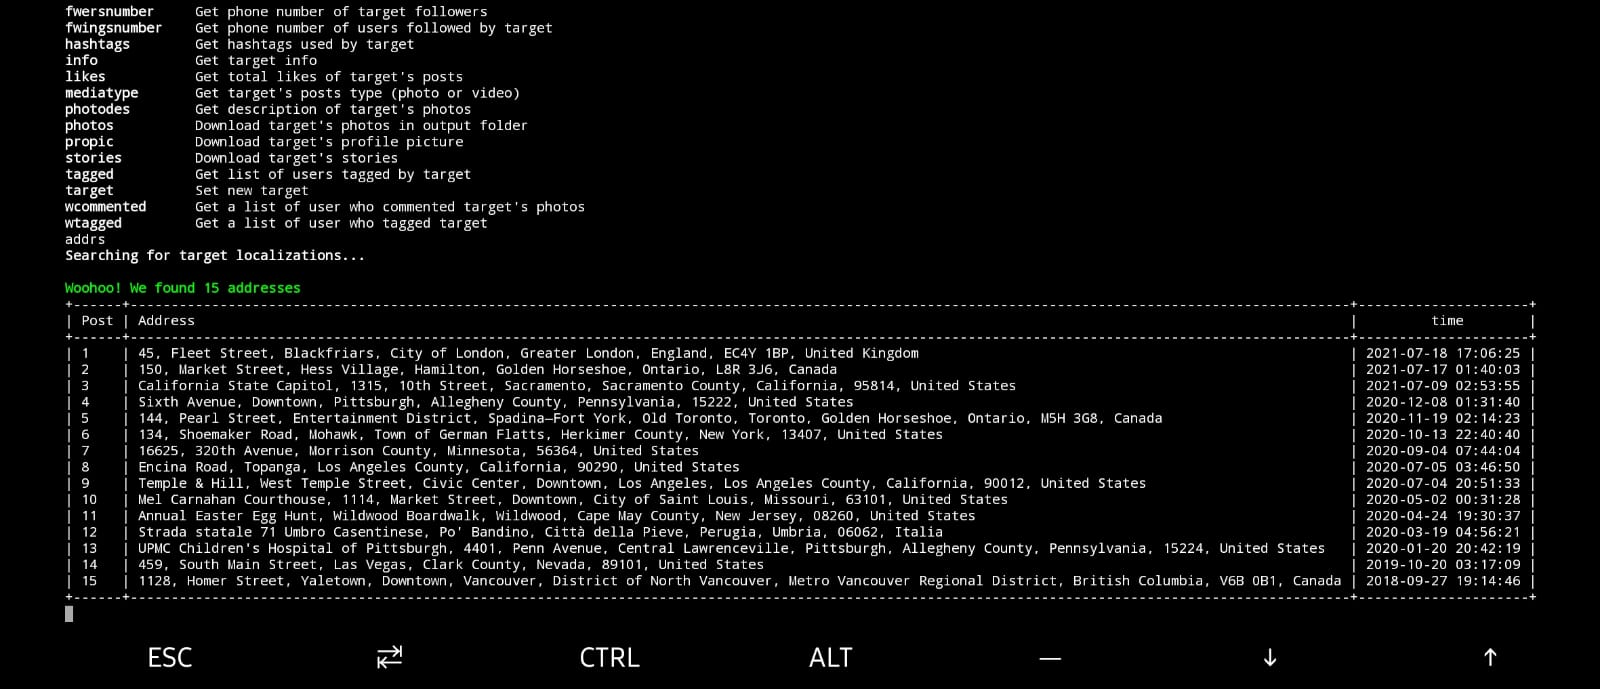 fwersnumber     Get phone number of target followers
fwingsnumber    Get phone number of users followed by target
hashtags        Get hashtags used by target
info            Get target info
likes           Get total likes of target's posts
mediatype       Get target's posts type (photo or video)
photodes        Get description of target's photos
photos          Download target's photos in output folder
propic          Download target's profile picture
stories         Download target's stories
tagged          Get list of users tagged by target
target          Set new target
wcommented      Get a list of user who commented target's photos
wtagged         Get a list of user who tagged target
addrs
Searching for target localizations...
Woohoo! We found 15 addresses
| Post | Address | time |
| 1 | 45, Fleet Street, Blackfriars, City of London, Greater London, England, EC4Y 1BP, United Kingdom | 2021-07-18 17:06:25 |
| 2 | 150, Market Street, Hess Village, Hamilton, Golden Horseshoe, Ontario, L8R 3J6, Canada | 2021-07-17 01:40:03 |
| 3 | California State Capitol, 1315, 10th Street, Sacramento, Sacramento County, California, 95814, United States | 2021-07-09 02:53:55 |
| 4 | Sixth Avenue, Downtown, Pittsburgh, Allegheny County, Pennsylvania, 15222, United States | 2020-12-08 01:31:40 |
| 5 | 144, Pearl Street, Entertainment District, Spadina—Fort York, Old Toronto, Toronto, Golden Horseshoe, Ontario, M5H 3G8, Canada | 2020-11-19 02:14:23 |
| 6 | 134, Shoemaker Road, Mohawk, Town of German Flatts, Herkimer County, New York, 13407, United States | 2020-10-13 22:40:40 |
| 7 | 16625, 320th Avenue, Morrison County, Minnesota, 56364, United States | 2020-09-04 07:44:04 |
| 8 | Encina Road, Topanga, Los Angeles County, California, 90290, United States | 2020-07-05 03:46:50 |
| 9 | Temple & Hill, West Temple Street, Civic Center, Downtown, Los Angeles, Los Angeles County, California, 90012, United States | 2020-07-04 20:51:33 |
| 10 | Mel Carnahan Courthouse, 1114, Market Street, Downtown, City of Saint Louis, Missouri, 63101, United States | 2020-05-02 00:31:28 |
| 11 | Annual Easter Egg Hunt, Wildwood Boardwalk, Wildwood, Cape May County, New Jersey, 08260, United States | 2020-04-24 19:30:37 |
| 12 | Strada statale 71 Umbro Casentinese, Po' Bandino, Città della Pieve, Perugia, Umbria, 06062, Italia | 2020-03-19 04:56:21 |
| 13 | UPMC Children's Hospital of Pittsburgh, 4401, Penn Avenue, Central Lawrenceville, Pittsburgh, Allegheny County, Pennsylvania, 15224, United States | 2020-01-20 20:42:19 |
| 14 | 459, South Main Street, Las Vegas, Clark County, Nevada, 89101, United States | 2019-10-20 03:17:09 |
| 15 | 1128, Homer Street, Yaletown, Downtown, Vancouver, District of North Vancouver, Metro Vancouver Regional District, British Columbia, V6B 0B1, Canada | 2018-09-27 19:14:46 |
ESC CTRL ALT — ↓ ↑